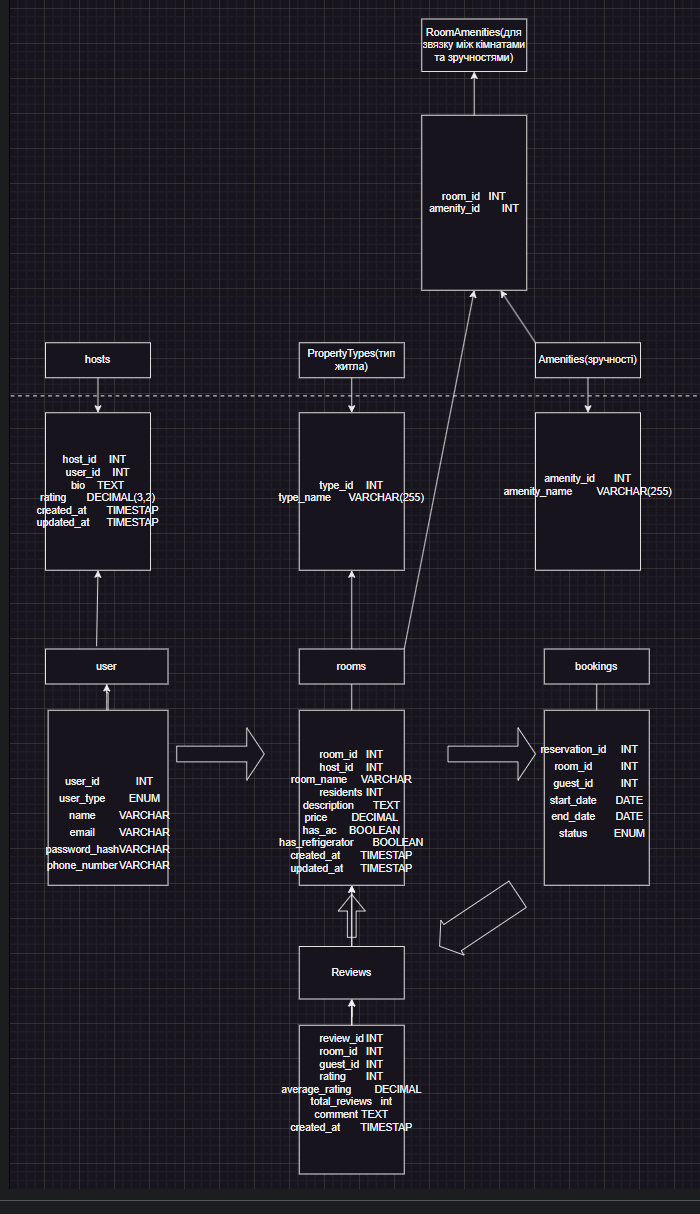 RoomAmenities(для
звязку між кімнатами
та зручностями)
room_id INT
amenity_id INT
hosts
PropertyTypes(тип
житла)
Amenities(зручності)
host_id INT
user_id INT
bio TEXT
rating DECIMAL(3,2)
created_at TIMESTAP
updated_at TIMESTAP
type_id INT
type_name VARCHAR(255)
amenity_id INT
amenity_name VARCHAR(255)
user
rooms
bookings
user_id INT
user_type ENUM
name VARCHAR
email VARCHAR
password_hash VARCHAR
phone_number VARCHAR
room_id INT
host_id INT
room_name VARCHAR
residents INT
description TEXT
price DECIMAL
has_ac BOOLEAN
has_refrigerator BOOLEAN
created_at TIMESTAP
updated_at TIMESTAP
reservation_id INT
room_id INT
guest_id INT
start_date DATE
end_date DATE
status ENUM
Reviews
review_id INT
room_id INT
guest_id INT
rating INT
average_rating DECIMAL
total_reviews int
comment TEXT
created_at TIMESTAP